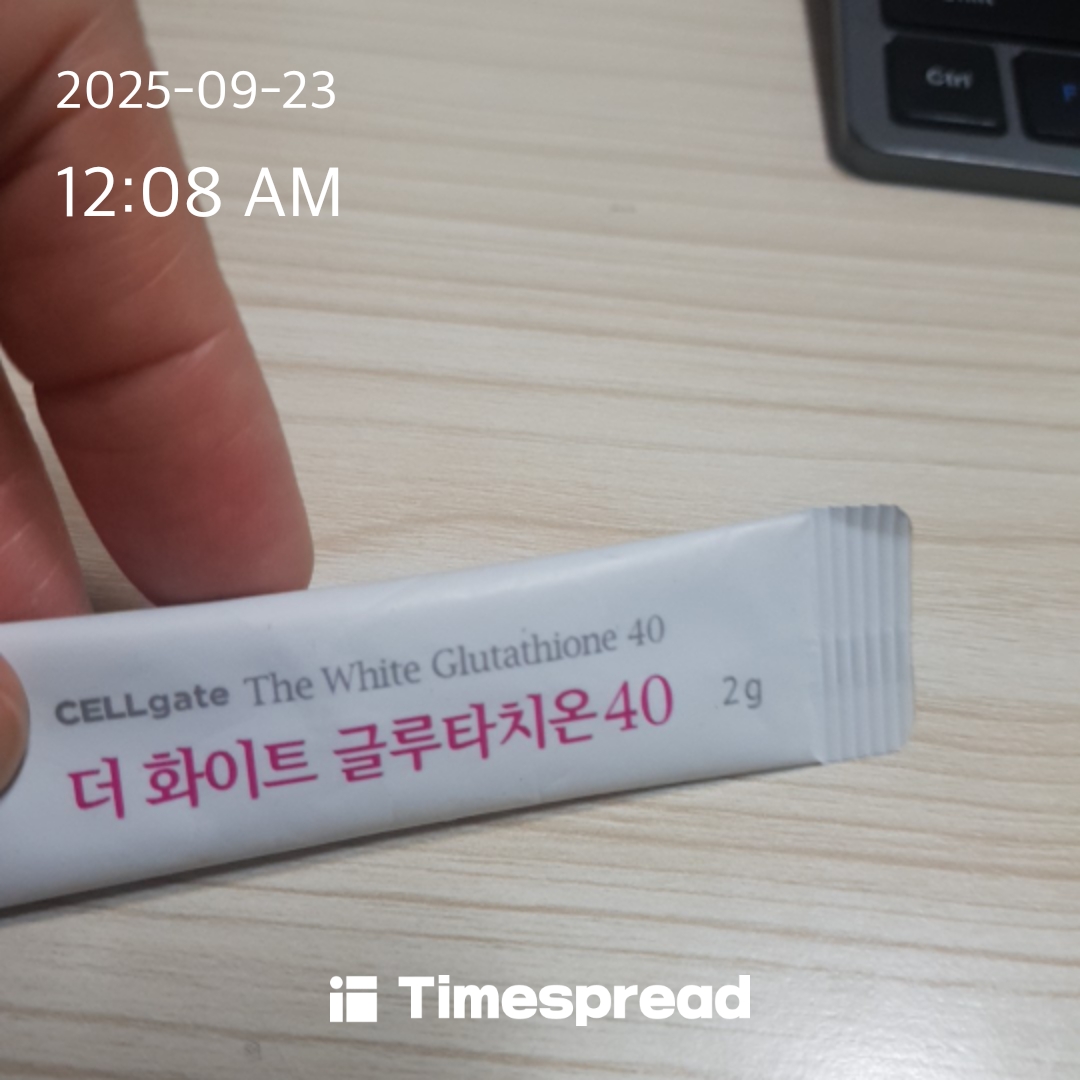 2025-09-23
12:08 AM
Ctrl
F
CELLgate The White Glutathione 40
더 화이트 글루타치온40 2g
Timespread